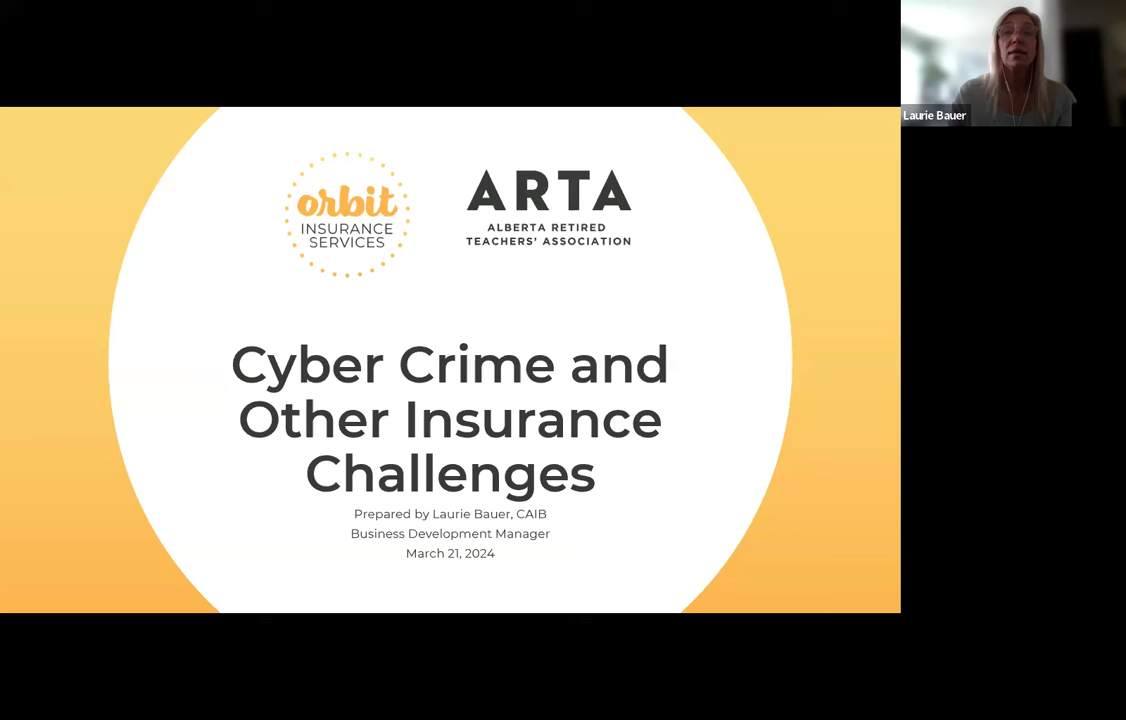 Laurie Bauer
orbit
INSURANCE
SERVICES
ARTA
ALBERTA RETIRED
TEACHERS' ASSOCIATION
Cyber Crime and
Other Insurance
Challenges
Prepared by Laurie Bauer, CAIB
Business Development Manager
March 21, 2024